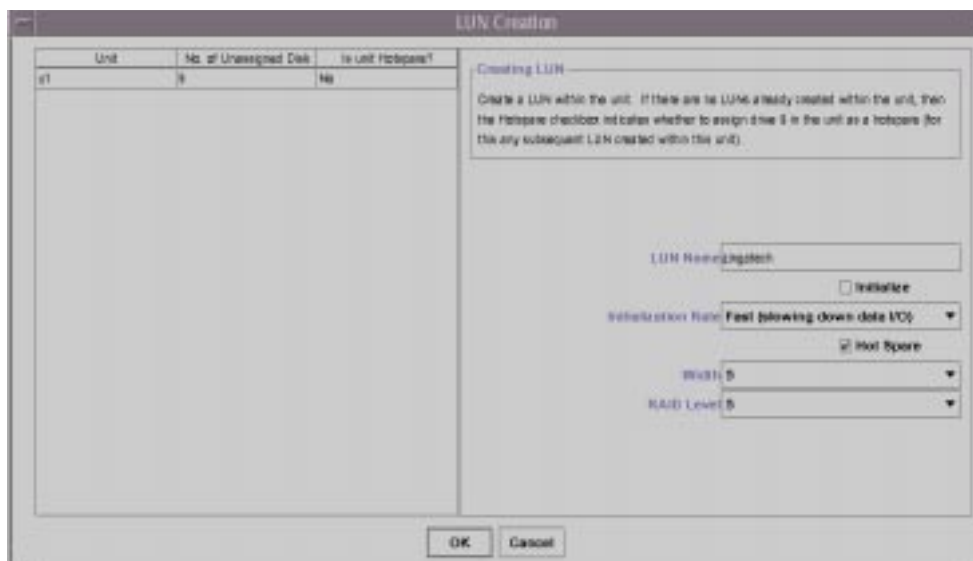 LUN Creation
Unit No. of Unassigned Disk Is unit Hotspare?
u1 9 No
Creating LUN
Create a LUN within the unit. If there are no LUNs already created within the unit, then
the Hotspare checkbox indicates whether to assign drive 9 in the unit as a hotspare (for
this any subsequent LUN created within this unit)
LUN Name
Initialize
Initialization Rate Fast (slowing down data I/O)
Hot Spare
Width
RAID Level 5
OK Cancel